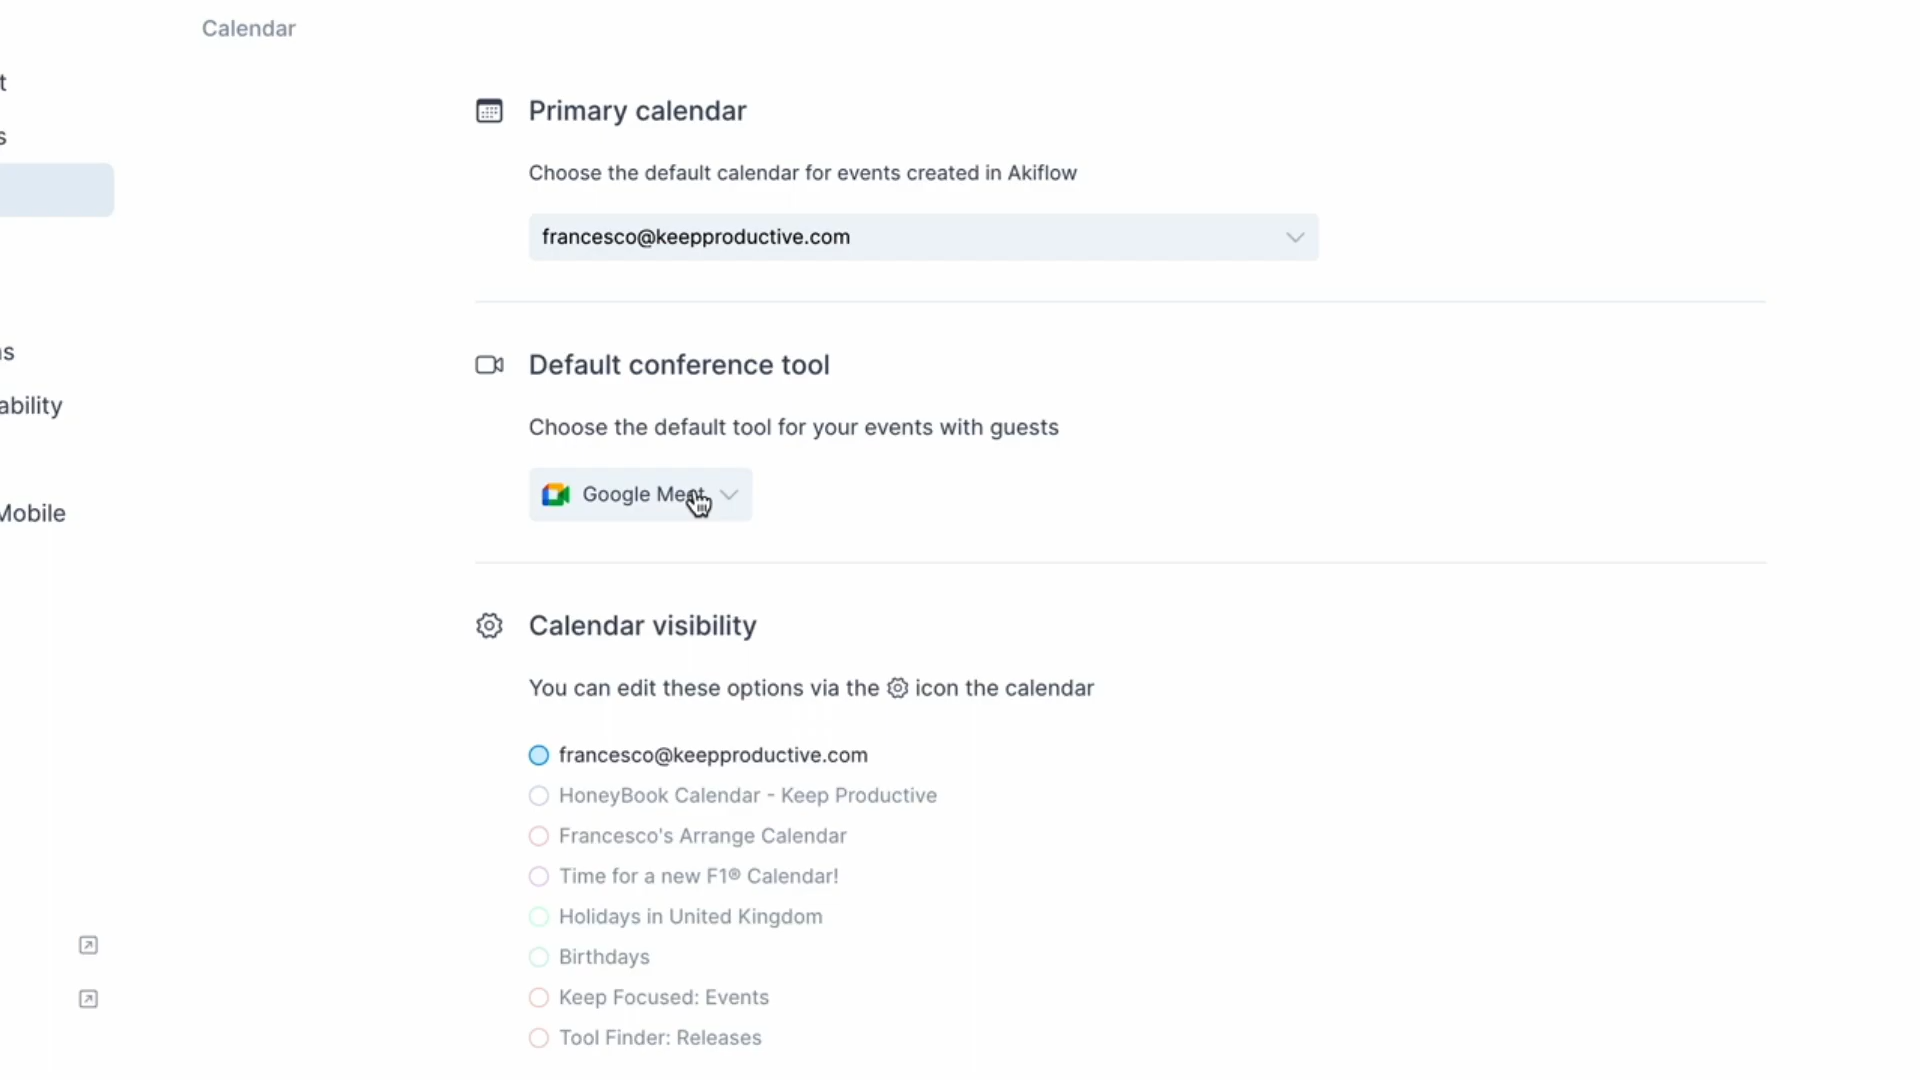 Calendar
t
s
ns
ability
Mobile
Primary calendar
Choose the default calendar for events created in Akiflow
francesco@keepproductive.com
Default conference tool
Choose the default tool for your events with guests
Google Meet
Calendar visibility
You can edit these options via the icon the calendar
francesco@keepproductive.com
HoneyBook Calendar - Keep Productive
Francesco's Arrange Calendar
Time for a new F1® Calendar!
Holidays in United Kingdom
Birthdays
Keep Focused: Events
Tool Finder: Releases